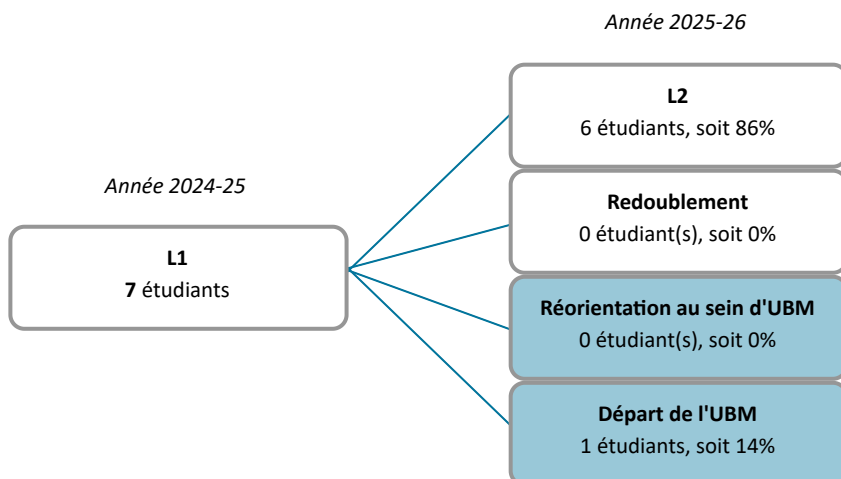 Année 2025-26
L2
6 étudiants, soit 86%
Année 2024-25
Redoublement
0 étudiant(s), soit 0%
L1
7 étudiants
Réorientation au sein d'UBM
0 étudiant(s), soit 0%
Départ de l'UBM
1 étudiants, soit 14%